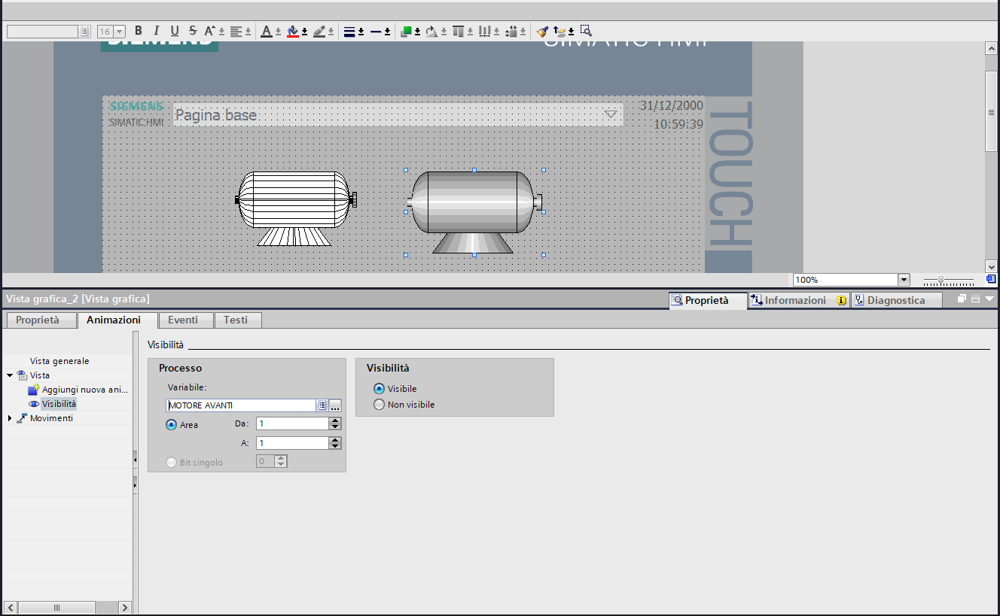 16
B I U S A A
SIEMENS
SIMATIC HMI
SIEMENS
SIMATIC HMI
Pagina base
31/12/2000
10:59:39
TOUCH
100%
Vista grafica_2 [Vista grafica]
Proprietà
Informazioni
Diagnostica
Proprietà
Animazioni
Eventi
Testi
Vista generale
Vista
Aggiungi nuova ani...
Visibilità
Movimenti
Visibilità
Processo
Variabile:
MOTORE AVANTI
...
Area
Da:
1
A:
1
Bit singolo
0
Visibilità
Visibile
Non visibile